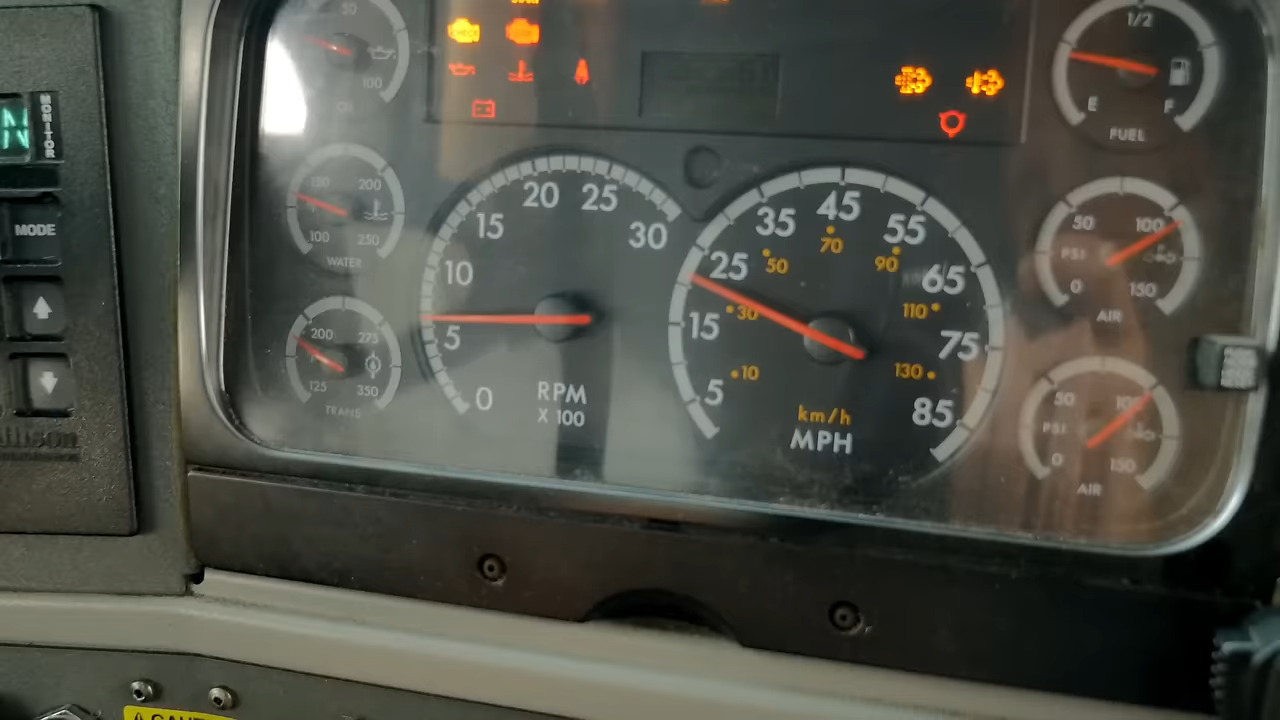 50
100
1/2
E
F
FUEL
N
MONITOR
MODE
CHECK
150
200
100
250
WATER
200
273
125
350
TRANS
0
5
10
15
20
25
30
RPM
X 100
5
15
25
35
45
55
65
75
85
10
30
50
70
90
110
130
km/h
MPH
50
100
PSI
0
150
AIR
50
100
PSI
0
150
AIR
Allison
CAUTION